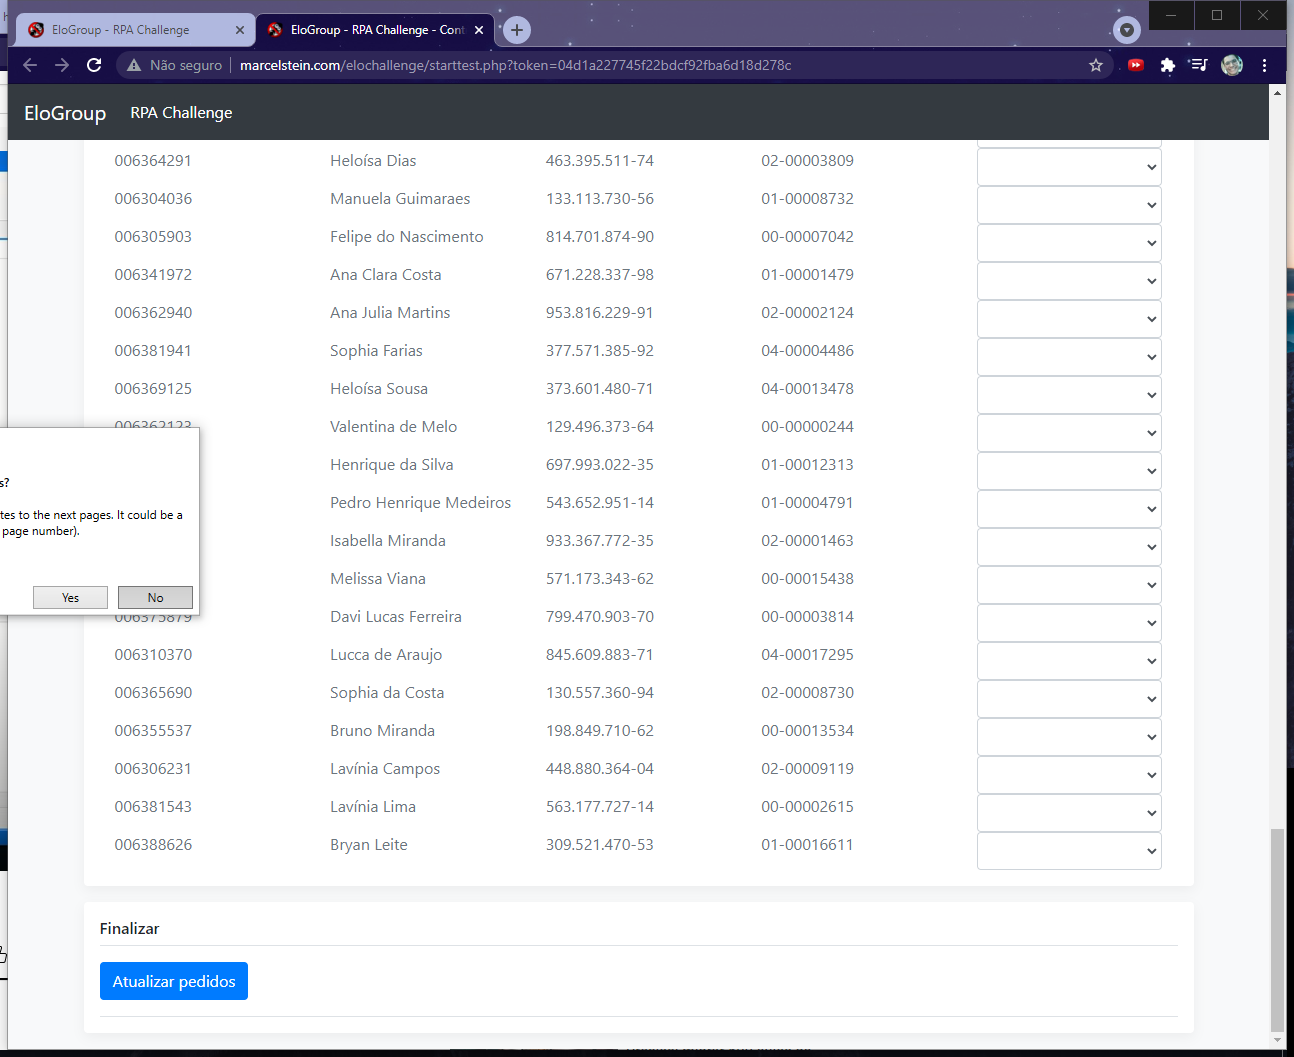 EloGroup - RPA Challenge
EloGroup - RPA Challenge - Cont
Não seguro marcelstein.com/elochallenge/starttest.php?token=04d1a227745f22bdcf92fba6d18d278c
EloGroup RPA Challenge
006364291 Heloísa Dias 463.395.511-74 02-00003809
006304036 Manuela Guimaraes 133.113.730-56 01-00008732
006305903 Felipe do Nascimento 814.701.874-90 00-00007042
006341972 Ana Clara Costa 671.228.337-98 01-00001479
006362940 Ana Julia Martins 953.816.229-91 02-00002124
006381941 Sophia Farias 377.571.385-92 04-00004486
006369125 Heloísa Sousa 373.601.480-71 04-00013478
006362123 Valentina de Melo 129.496.373-64 00-00000244
Henrique da Silva 697.993.022-35 01-00012313
Pedro Henrique Medeiros 543.652.951-14 01-00004791
Isabella Miranda 933.367.772-35 02-00001463
Melissa Viana 571.173.343-62 00-00015438
006375879 Davi Lucas Ferreira 799.470.903-70 00-00003814
006310370 Lucca de Araujo 845.609.883-71 04-00017295
006365690 Sophia da Costa 130.557.360-94 02-00008730
006355537 Bruno Miranda 198.849.710-62 00-00013534
006306231 Lavínia Campos 448.880.364-04 02-00009119
006381543 Lavínia Lima 563.177.727-14 00-00002615
006388626 Bryan Leite 309.521.470-53 01-00016611
s?
tes to the next pages. It could be a
page number).
Yes No
Finalizar
Atualizar pedidos